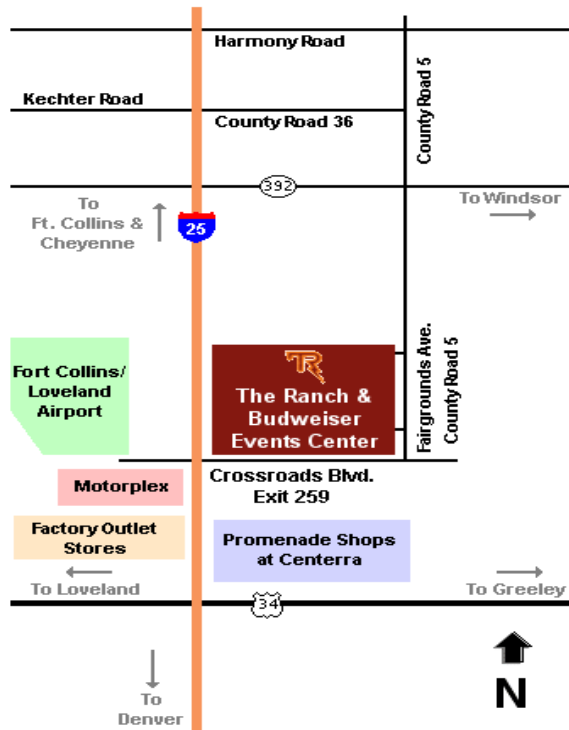 Harmony Road
County Road 5
Kechter Road
County Road 36
392
To
Ft. Collins &
Cheyenne
To Windsor
25
Fort Collins/
Loveland
Airport
TR
The Ranch &
Budweiser
Events Center
Fairgrounds Ave.
County Road 5
Motorplex
Crossroads Blvd.
Exit 259
Factory Outlet
Stores
Promenade Shops
at Centerra
To Loveland
To Greeley
34
To
Denver
N